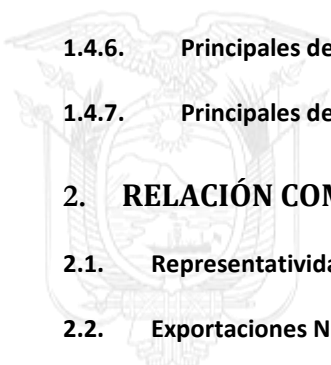 1.4.6. Principales de
1.4.7. Principales de
2. RELACIÓN COM
2.1. Representativida
2.2. Exportaciones N